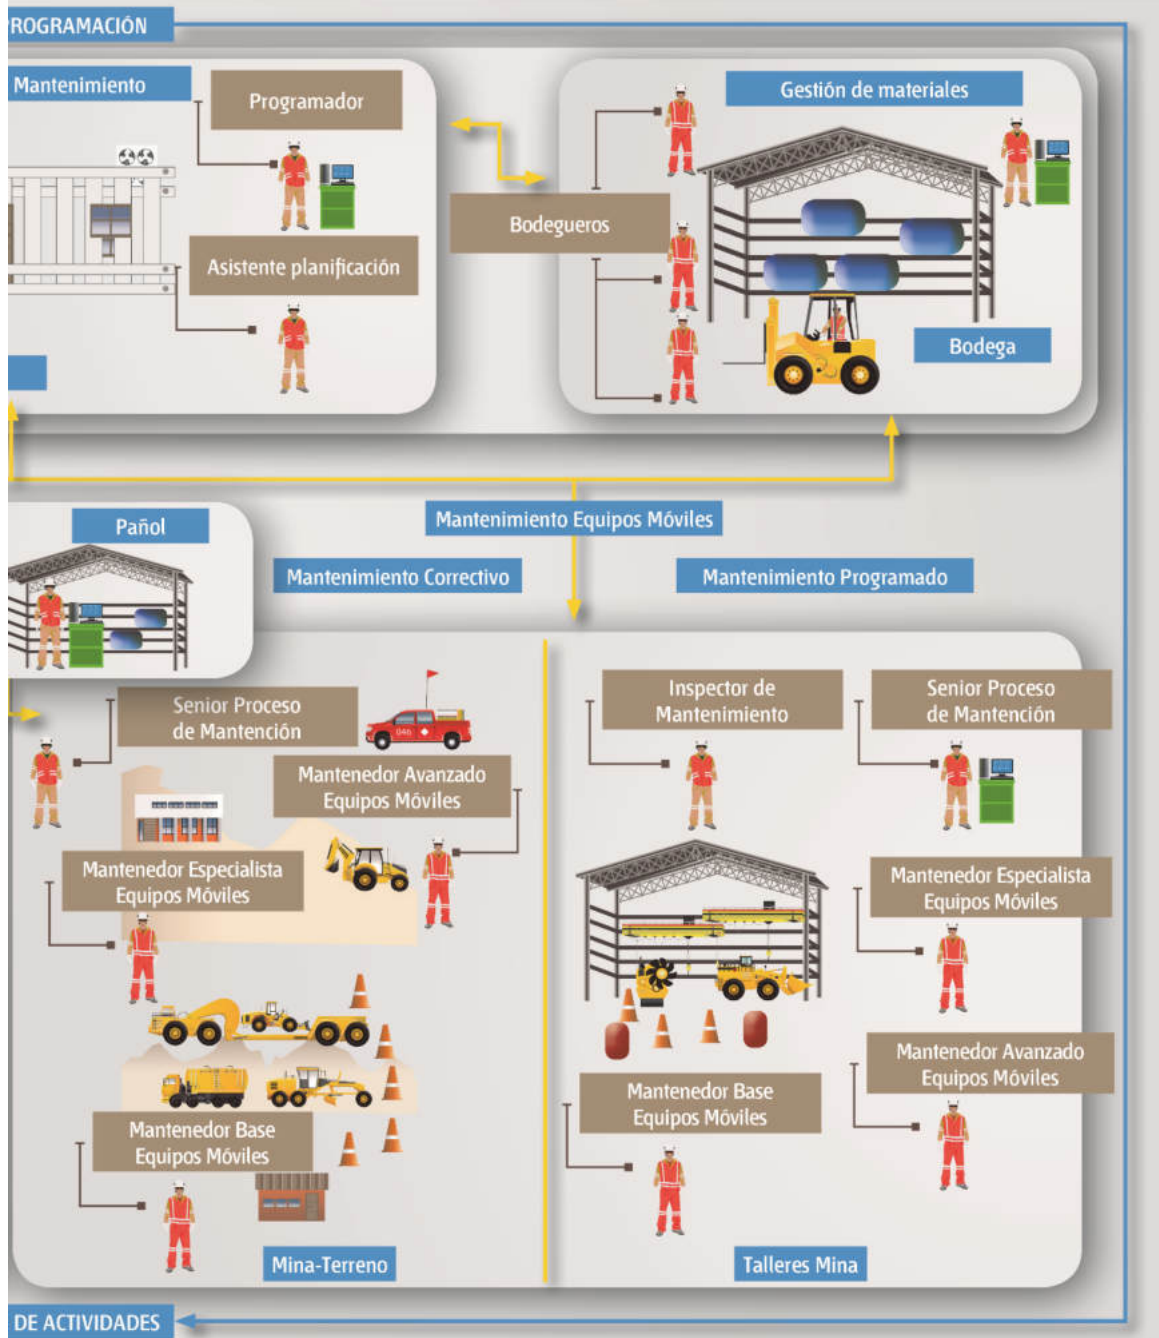 PROGRAMACIÓN
Mantenimiento
Programador
Asistente planificación
Gestión de materiales
Bodegueros
Bodega
Mantenimiento Equipos Móviles
Pañol
Mantenimiento Correctivo
Mantenimiento Programado
Senior Proceso
de Mantención
046
Mantenedor Avanzado
Equipos Móviles
Mantenedor Especialista
Equipos Móviles
Mantenedor Base
Equipos Móviles
Mina-Terreno
Inspector de
Mantenimiento
Senior Proceso
de Mantención
Mantenedor Especialista
Equipos Móviles
Mantenedor Avanzado
Equipos Móviles
Mantenedor Base
Equipos Móviles
Talleres Mina
DE ACTIVIDADES